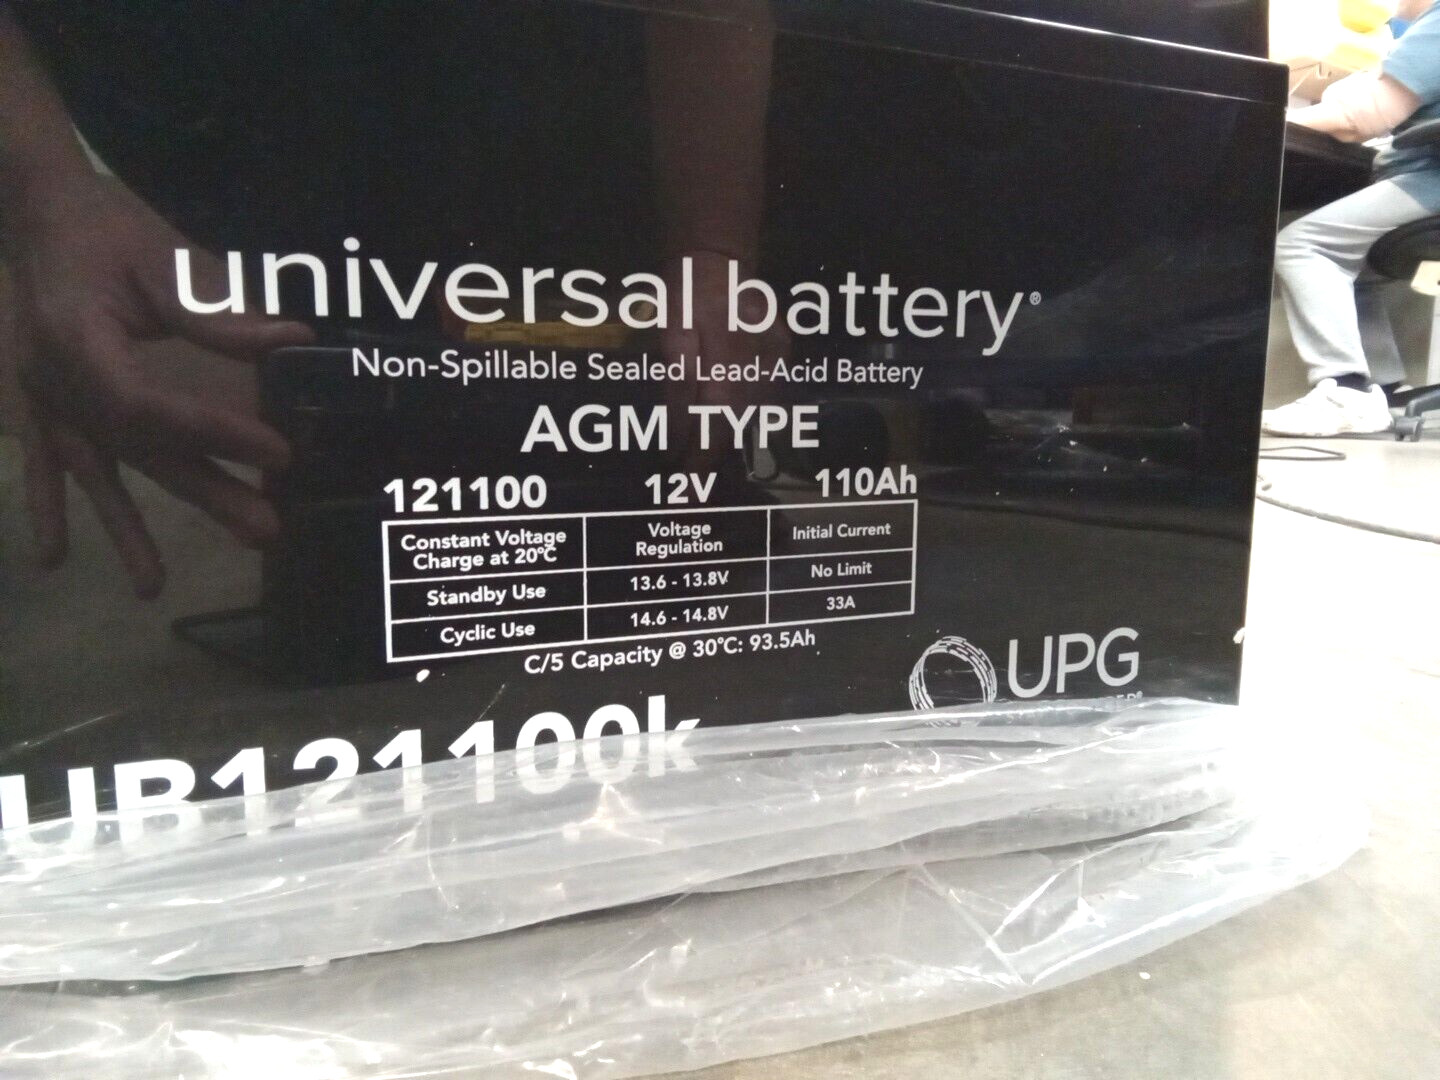 universal battery®
Non-Spillable Sealed Lead-Acid Battery
AGM TYPE
121100 12V 110Ah
Constant Voltage Charge at 20°C Voltage Regulation Initial Current
Standby Use 13.6 - 13.8V No Limit
Cyclic Use 14.6 - 14.8V 33A
C/5 Capacity @ 30°C: 93.5Ah
UPG
UB121100k